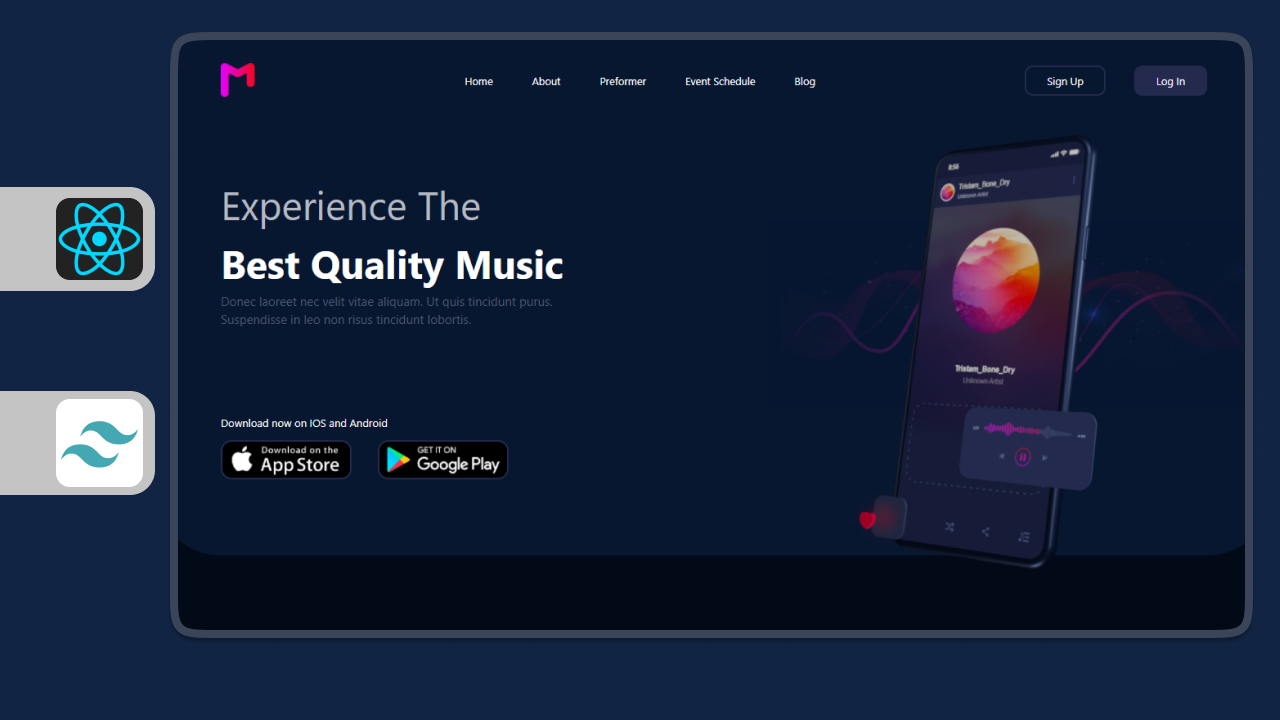 Home About Preformer Event Schedule Blog Sign Up Log In
8:56
Tristam_Bone_Dry
Unknown Artist
Experience The
Best Quality Music
Donec laoreet nec velit vitae aliquam. Ut quis tincidunt purus.
Suspendisse in leo non risus tincidunt lobortis.
Tristam_Bone_Dry
Unknown Artist
Download now on IOS and Android
Download on the
App Store
GET IT ON
Google Play